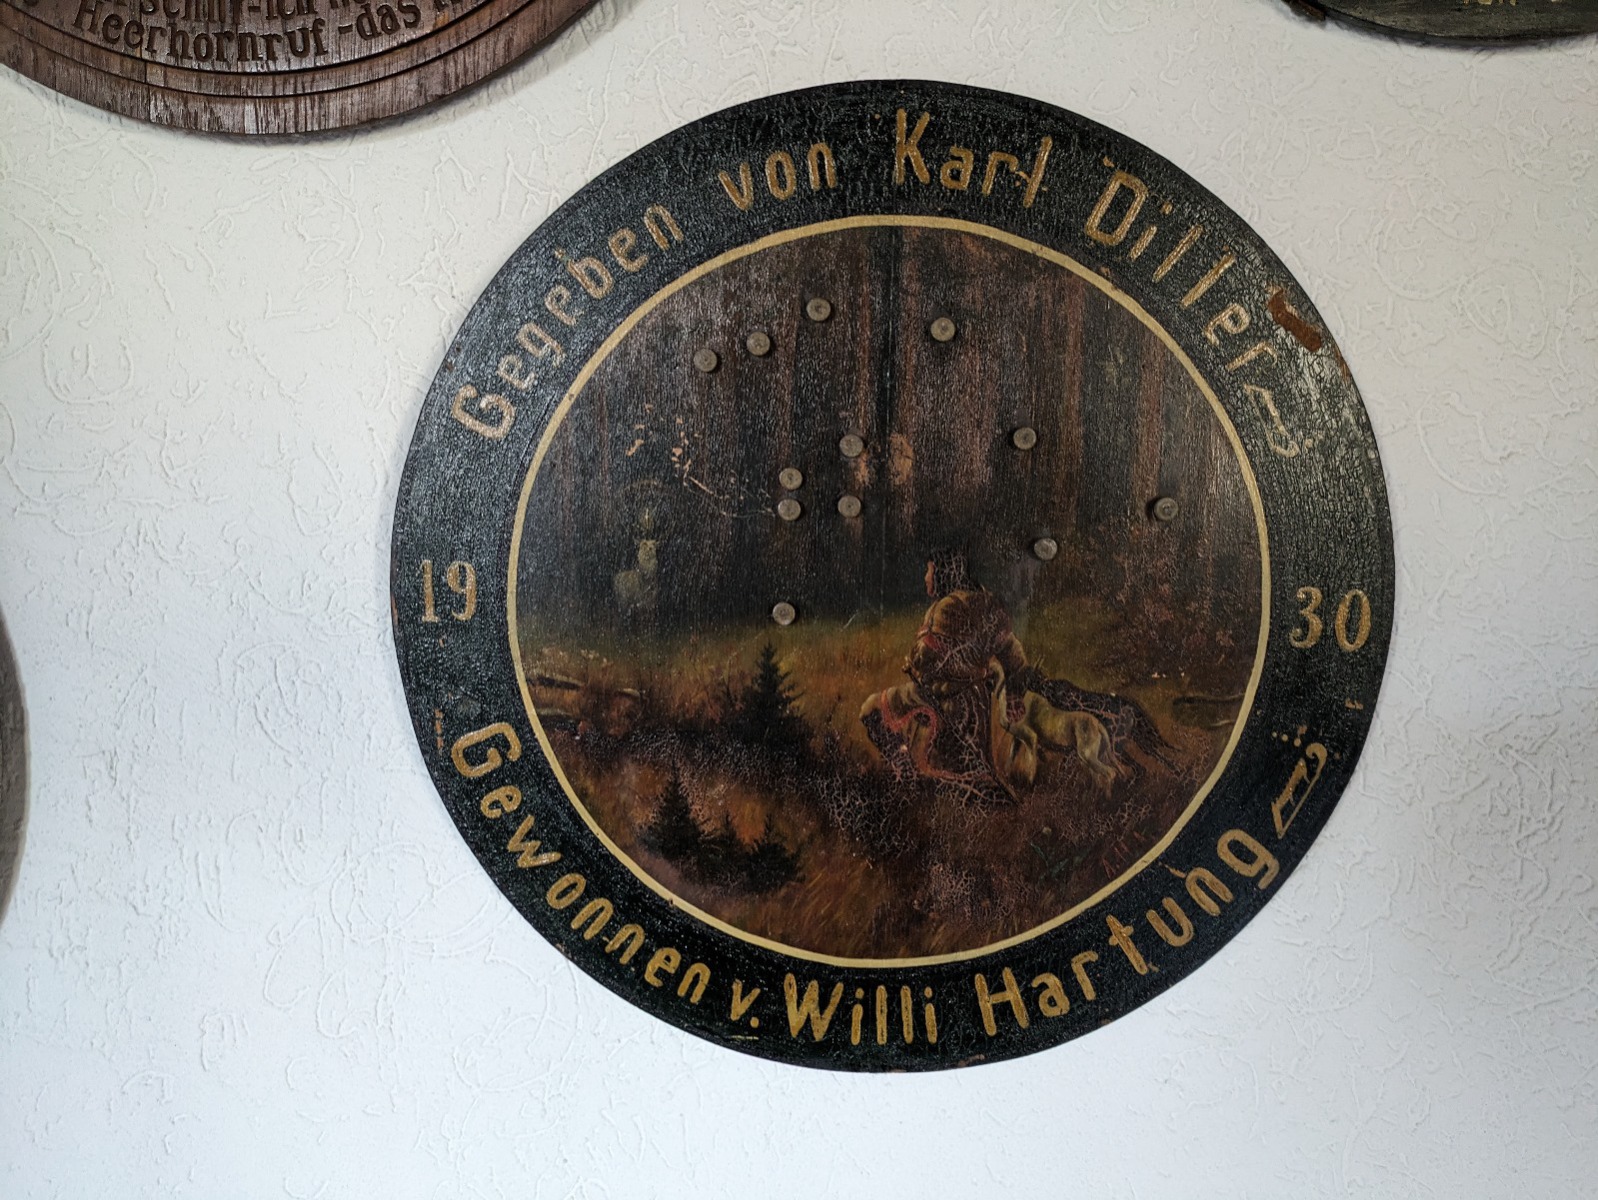 Heerhornruf - das
Gegeben von Karl Diller
19 30
Gewonnen v. Willi Hartung